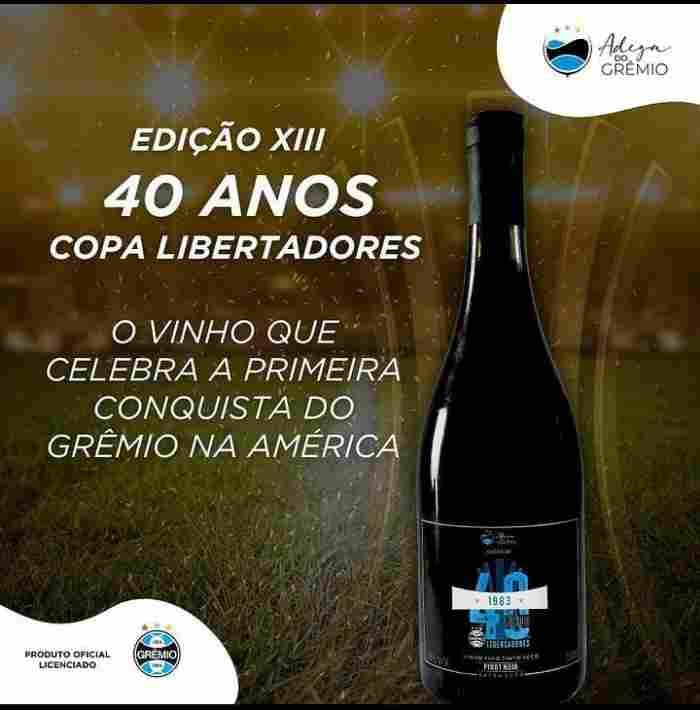 Adega
DO
GRÊMIO
EDIÇÃO XIII
40 ANOS
COPA LIBERTADORES
O VINHO QUE
CELEBRA A PRIMEIRA
CONQUISTA DO
GRÊMIO NA AMÉRICA
40
1983
LIBERTADORES
PINOT NOIR
PRODUTO OFICIAL
LICENCIADO
GRÊMIO